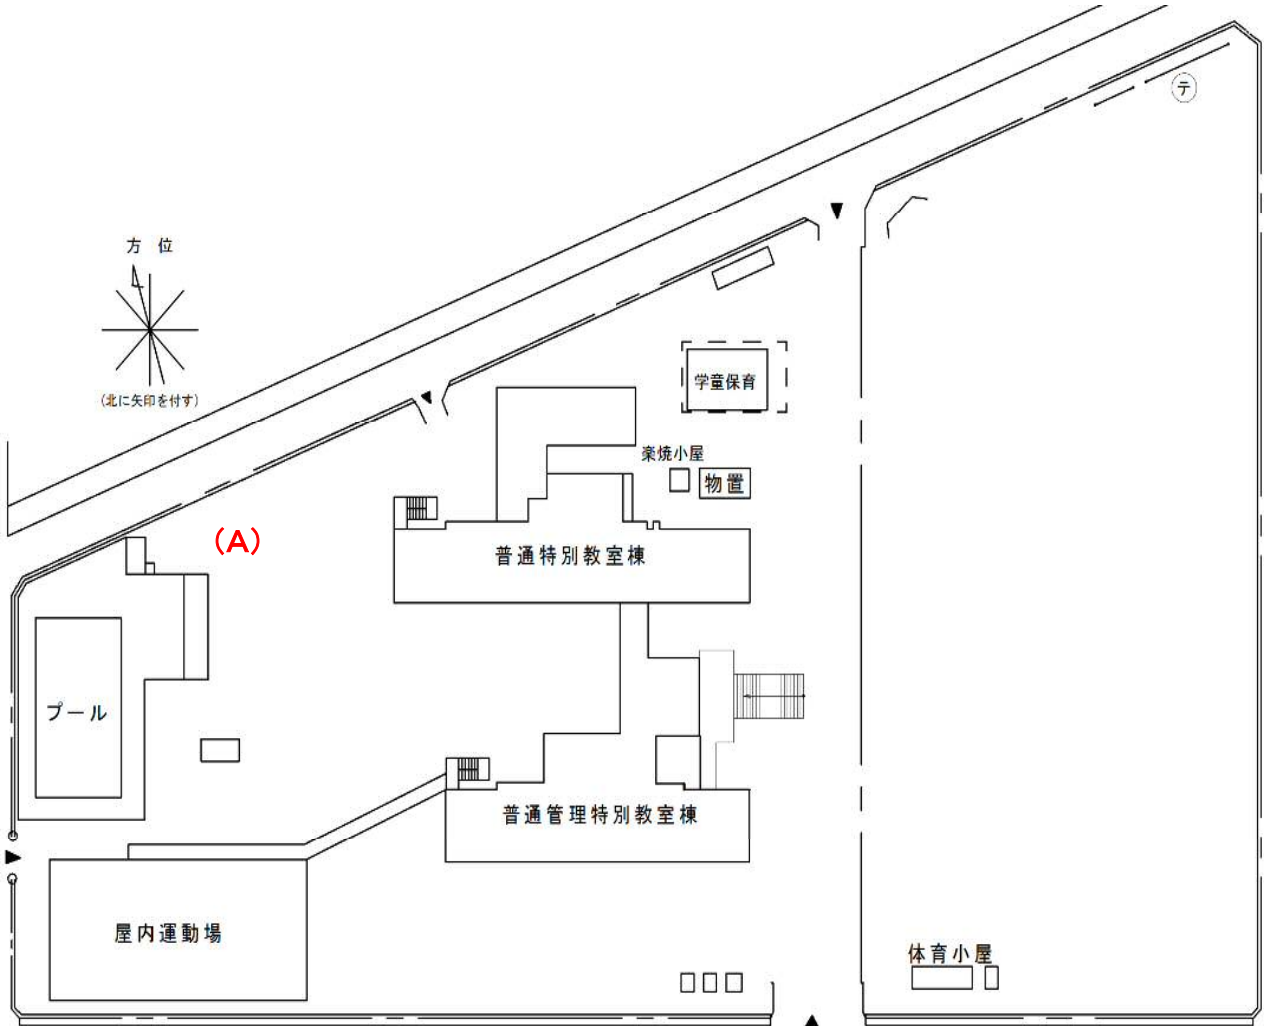 テ
方 位
(北に矢印を付す)
学童保育
楽焼小屋
物置
(A)
普通特別教室棟
プール
普通管理特別教室棟
屋内運動場
体育小屋